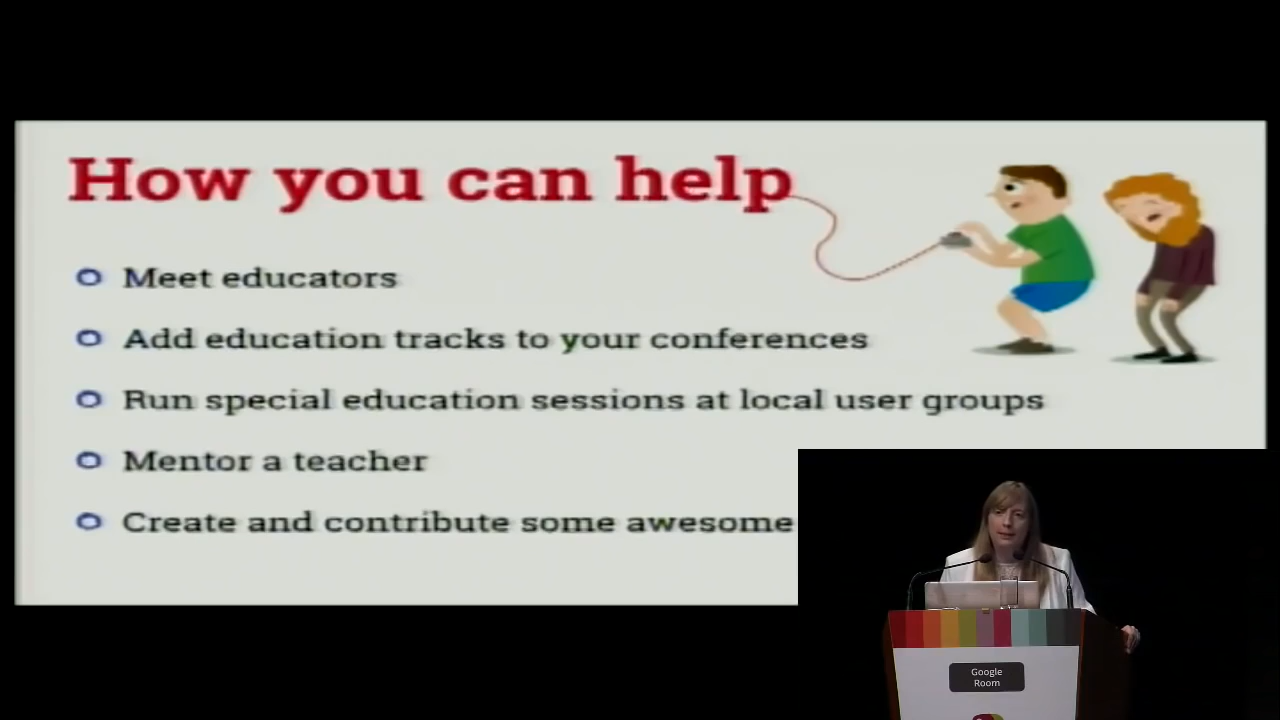 How you can help
Meet educators
Add education tracks to your conferences
Run special education sessions at local user groups
Mentor a teacher
Create and contribute some awesome
Google
Room